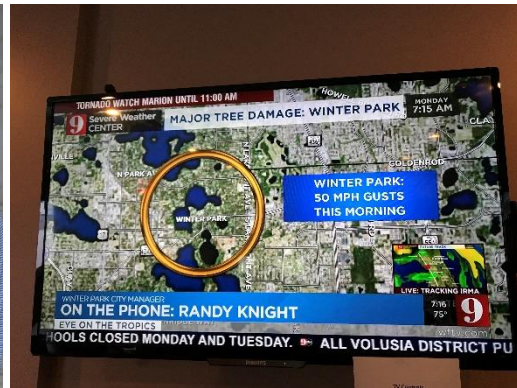 TORNADO WATCH MARION UNTIL 11:00 AM
9 Severe Weather CENTER
MAJOR TREE DAMAGE: WINTER PARK
MONDAY
7:15 AM
HOWEL
CLA
VILLE
N PARK AV
GOLDENROD
WINTER PARK
WINTER PARK:
50 MPH GUSTS
THIS MORNING
LIVE: TRACKING IRMA
WINTER PARK CITY MANAGER
ON THE PHONE: RANDY KNIGHT
7:16
75°
9
EYE ON THE TROPICS
wftv.com
HOOLS CLOSED MONDAY AND TUESDAY. 9 ALL VOLUSIA DISTRICT PU
PHILIPS